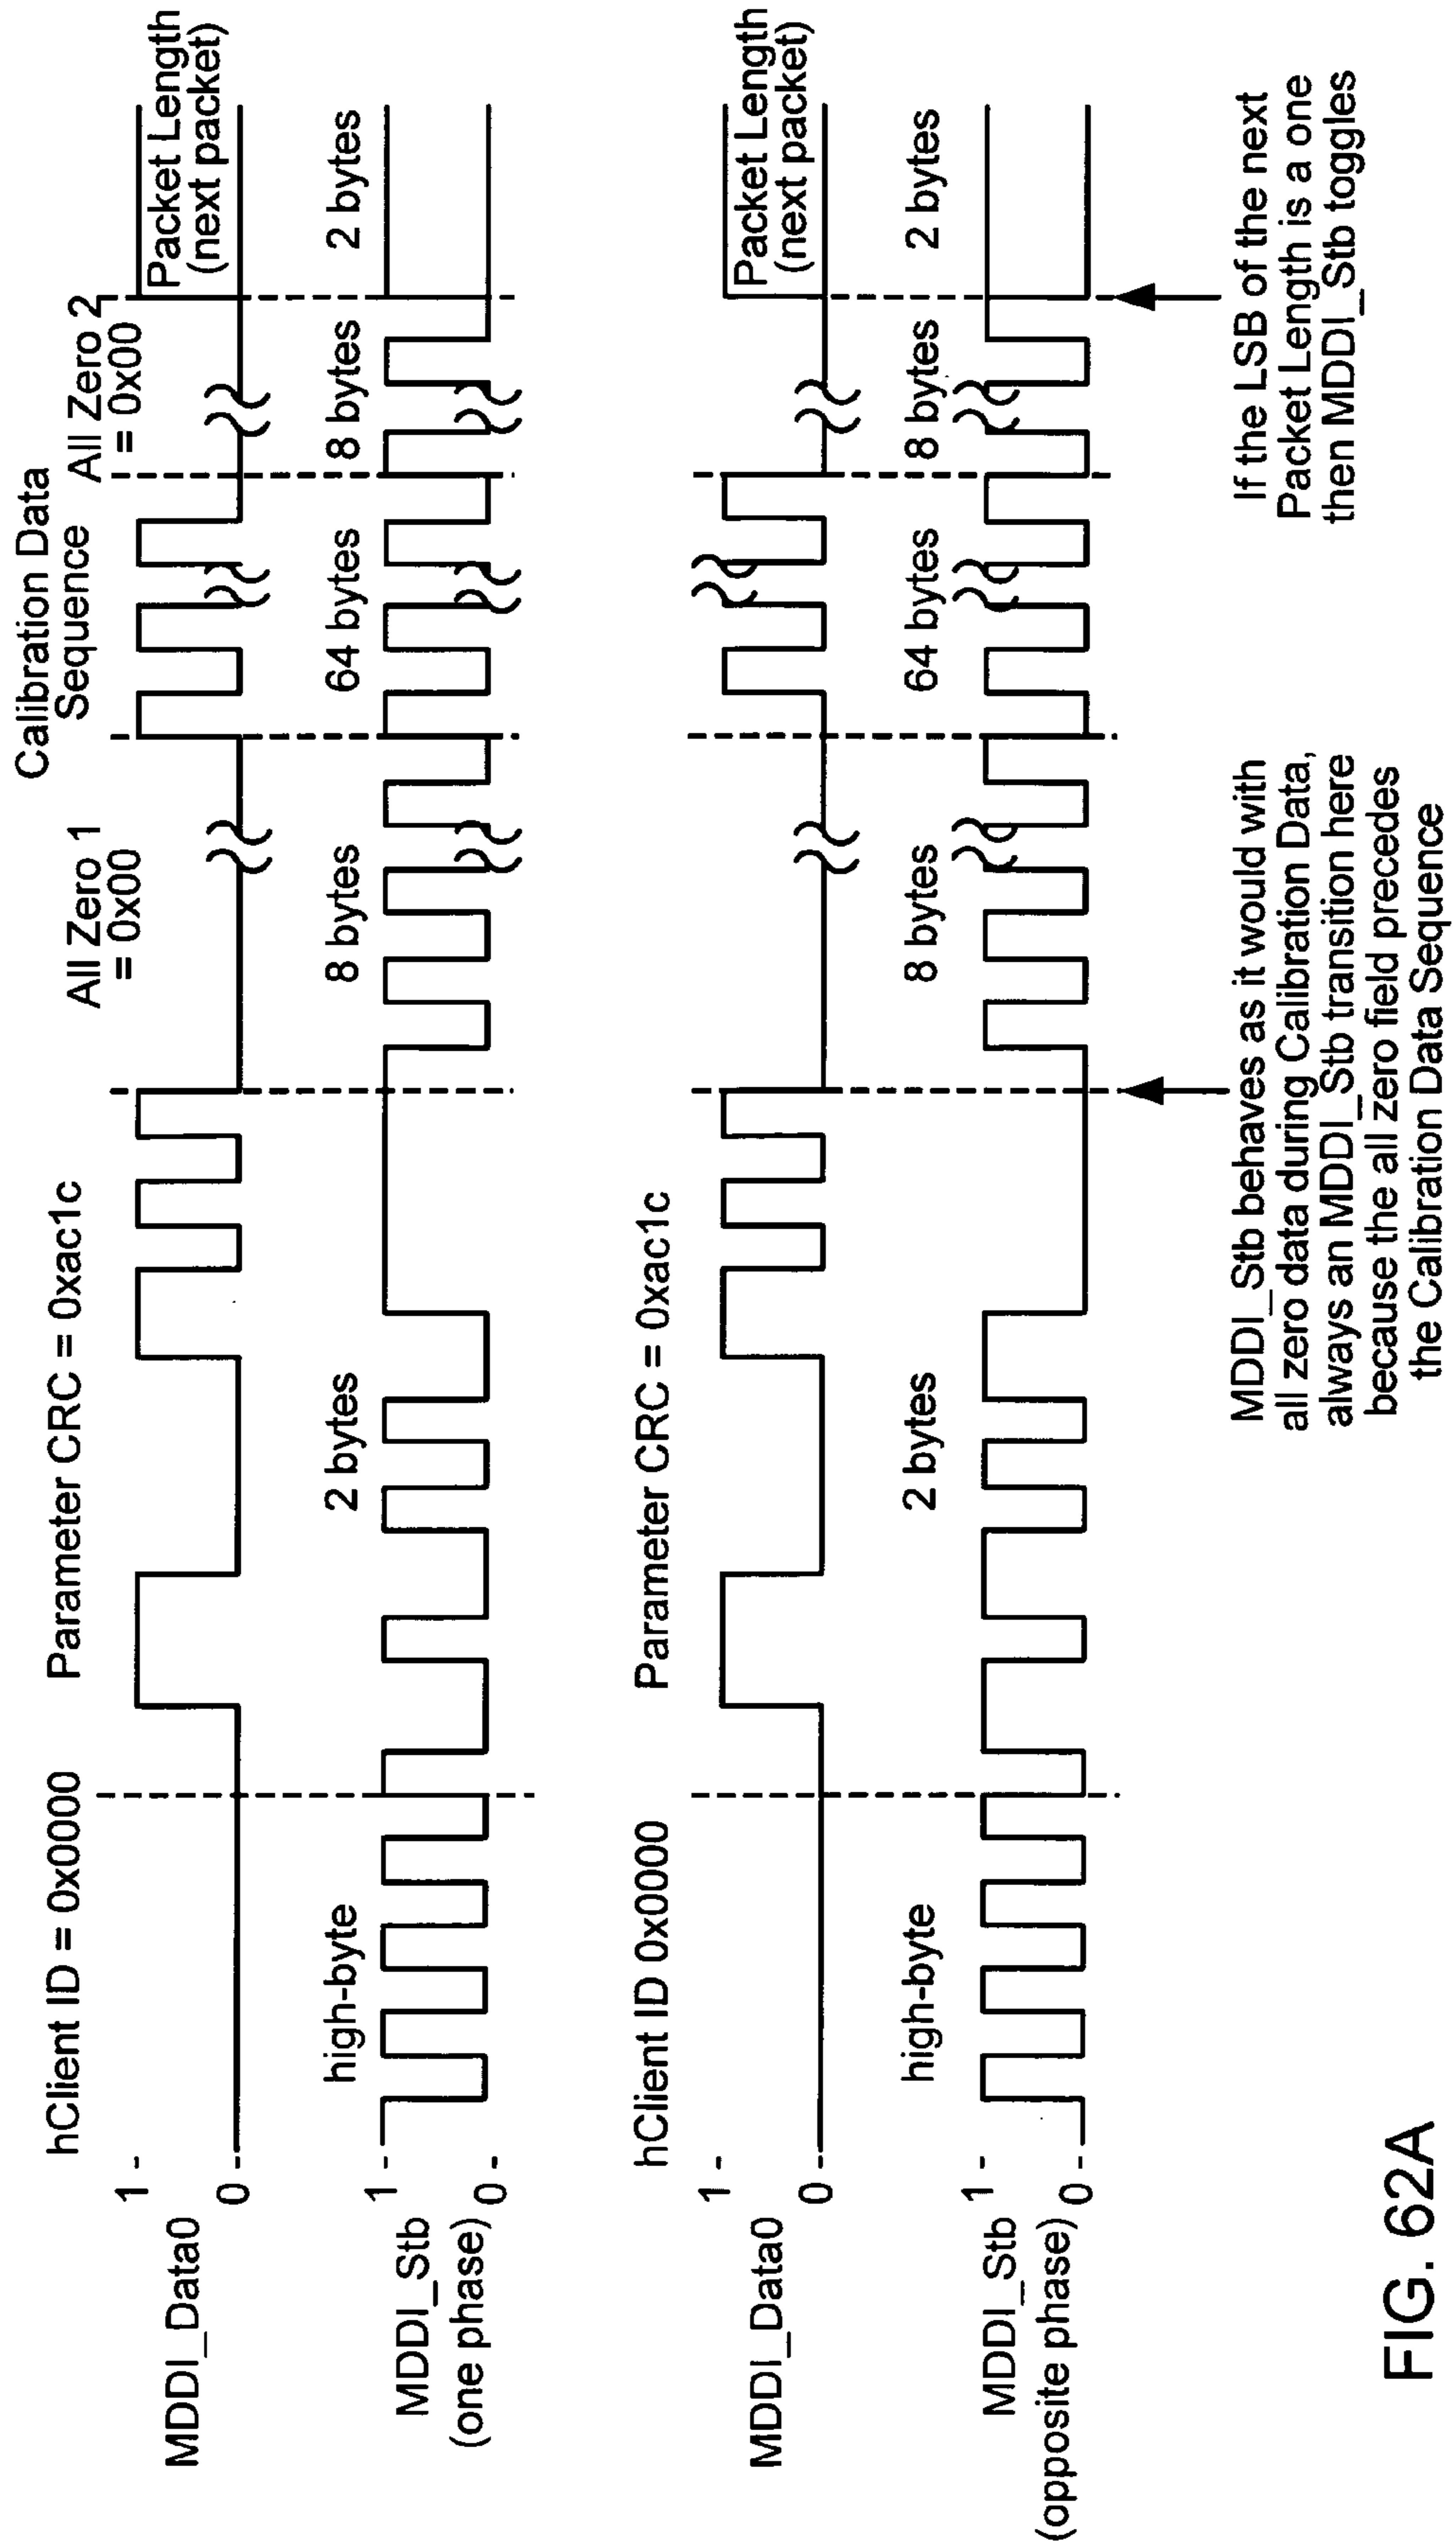 hClient ID = 0x0000
Parameter CRC = 0xac1c
All Zero 1
= 0x00
Calibration Data
Sequence
All Zero 2
= 0x00
Packet Length
(next packet)
MDDI_Data0
1
0
high-byte
2 bytes
8 bytes
64 bytes
8 bytes
2 bytes
MDDI_Stb
(one phase)
1
0
hClient ID 0x0000
Parameter CRC = 0xac1c
Packet Length
(next packet)
MDDI_Data0
1
0
high-byte
2 bytes
8 bytes
64 bytes
8 bytes
2 bytes
MDDI_Stb
(opposite phase)
1
0
MDDI_Stb behaves as it would with
all zero data during Calibration Data,
always an MDDI_Stb transition here
because the all zero field precedes
the Calibration Data Sequence
If the LSB of the next
Packet Length is a one
then MDDI_Stb toggles
FIG. 62A